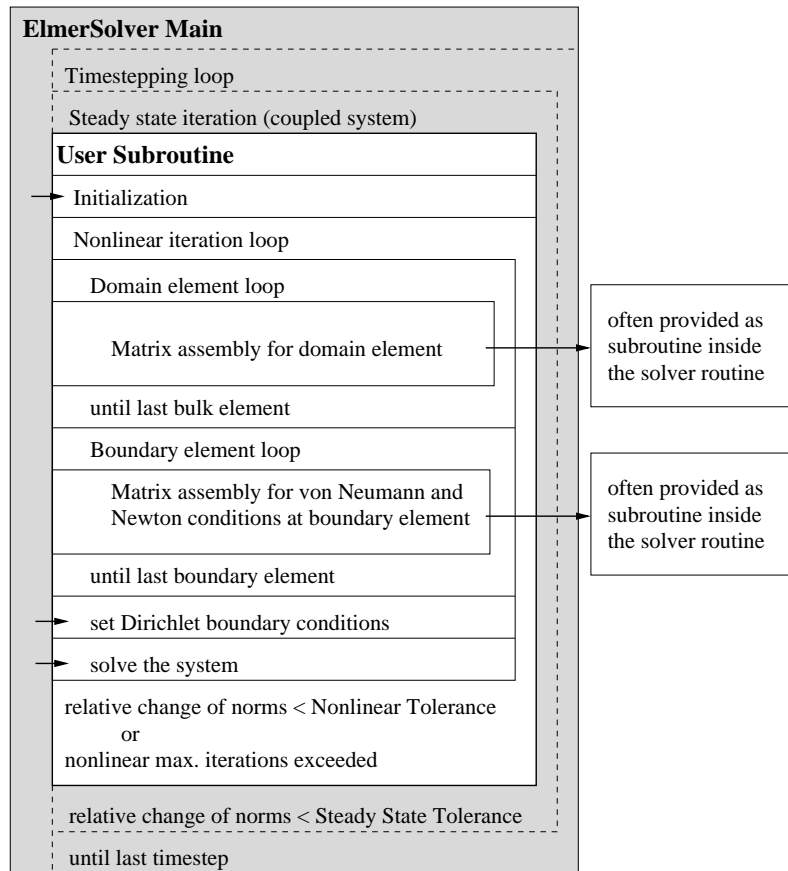 ElmerSolver Main
Timestepping loop
Steady state iteration (coupled system)
User Subroutine
Initialization
Nonlinear iteration loop
Domain element loop
Matrix assembly for domain element
often provided as
subroutine inside
the solver routine
until last bulk element
Boundary element loop
Matrix assembly for von Neumann and
Newton conditions at boundary element
often provided as
subroutine inside
the solver routine
until last boundary element
set Dirichlet boundary conditions
solve the system
relative change of norms < Nonlinear Tolerance
or
nonlinear max. iterations exceeded
relative change of norms < Steady State Tolerance
until last timestep